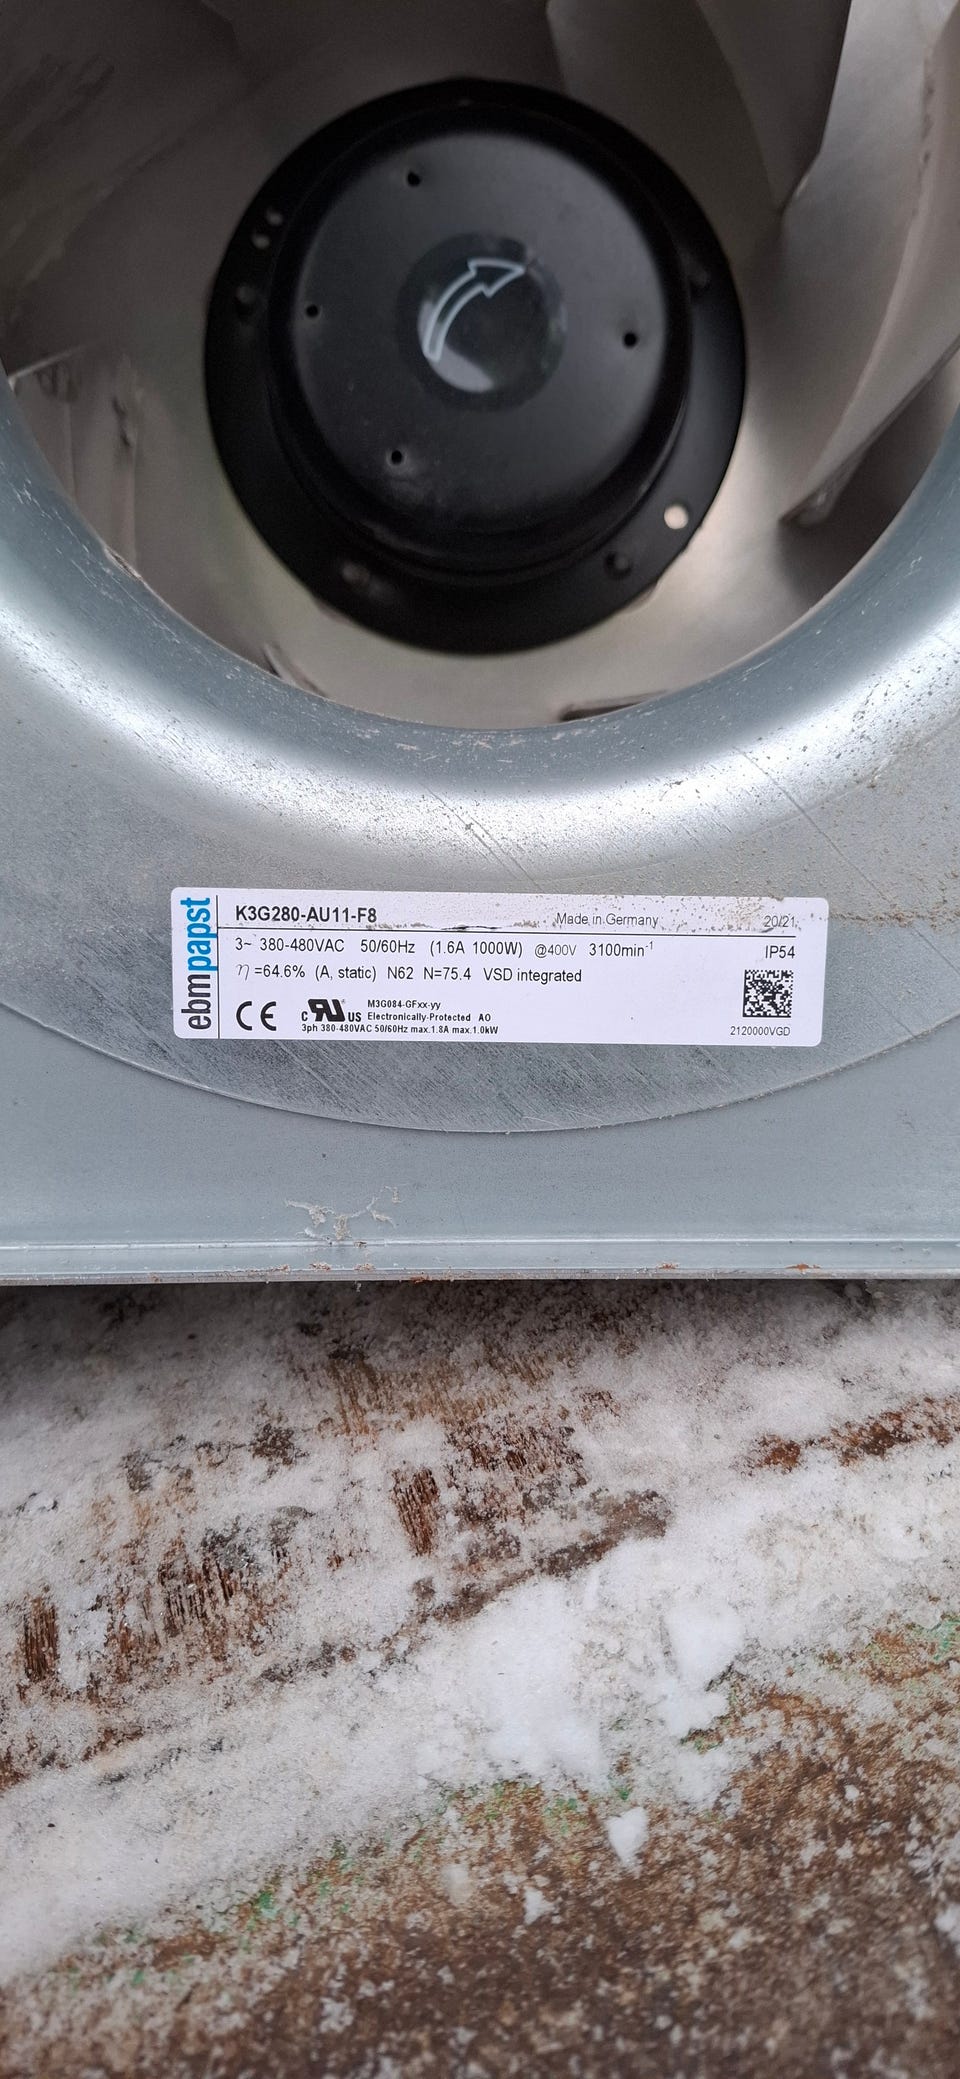 ebmpapst
K3G280-AU11-F8 Made in Germany 20/21
3~ 380-480VAC 50/60Hz (1.6A 1000W) @400V 3100min⁻¹ IP54
η =64.6% (A, static) N62 N=75.4 VSD integrated
CE c RU US M3G084-GFxx-yy
Electronically-Protected AO
3ph 380-480VAC 50/60Hz max.1.8A max.1.0kW
2120000VGD